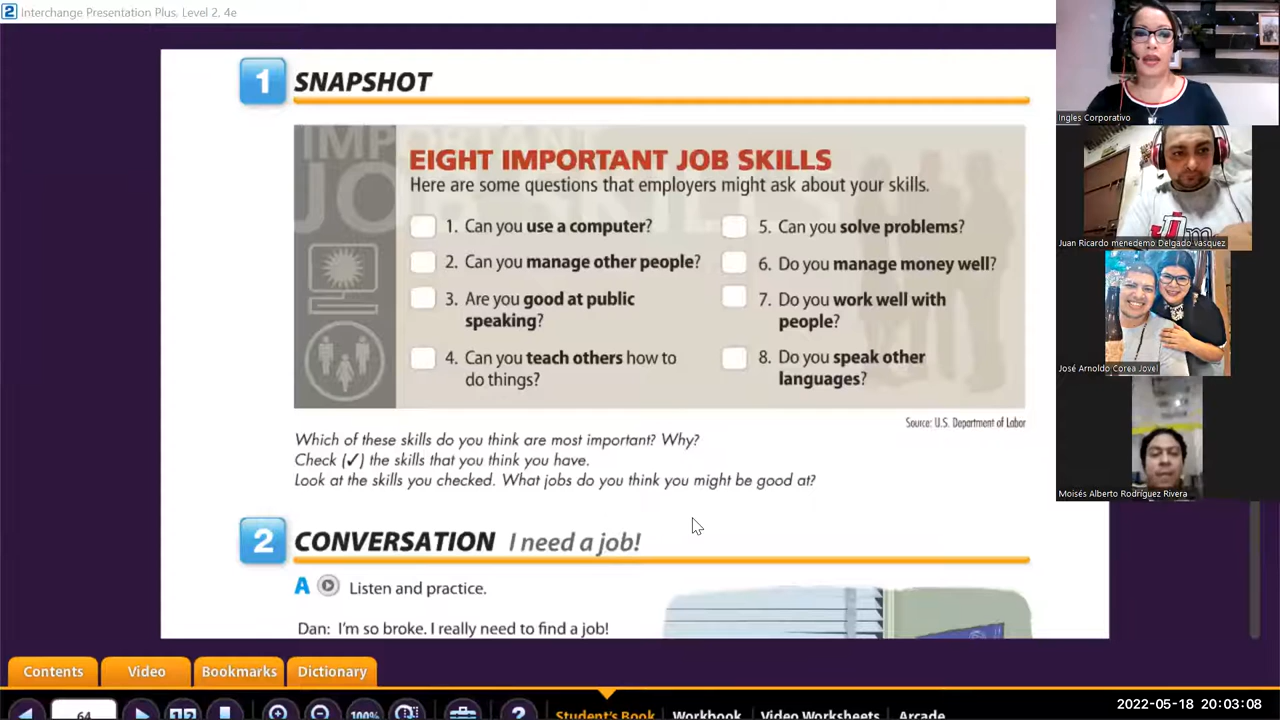 2 Interchange Presentation Plus, Level 2, 4e
1 SNAPSHOT
EIGHT IMPORTANT JOB SKILLS
Here are some questions that employers might ask about your skills.
1. Can you use a computer?
2. Can you manage other people?
3. Are you good at public
speaking?
4. Can you teach others how to
do things?
5. Can you solve problems?
6. Do you manage money well?
7. Do you work well with
people?
8. Do you speak other
languages?
Source: U.S. Department of Labor
Which of these skills do you think are most important? Why?
Check (✓) the skills that you think you have.
Look at the skills you checked. What jobs do you think you might be good at?
2 CONVERSATION I need a job!
A Listen and practice.
Dan: I'm so broke. I really need to find a job!
Contents Video Bookmarks Dictionary
64 100% ? Student's Book Workbook Video Worksheets Arcade
Ingles Corporativo
Juan Ricardo menedemo Delgado vasquez
José Arnoldo Corea Jovel
Moisés Alberto Rodríguez Rivera
2022-05-18 20:03:08